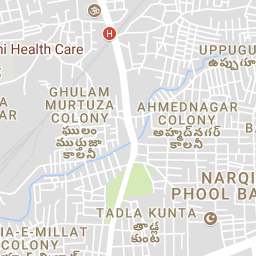 ni Health Care
H
UPPUGU
ఉప్పుగూ
GHULAM
MURTUZA
COLONY
ఘులం
ముర్తుజా
కాలనీ
AHMEDNAGAR
COLONY
అహ్మద్‌నగర్
కాలనీ
NARQI
PHOOL BA
TADLA KUNTA
తాడ్ల
కుంట
IA-E-MILLAT
COLONY